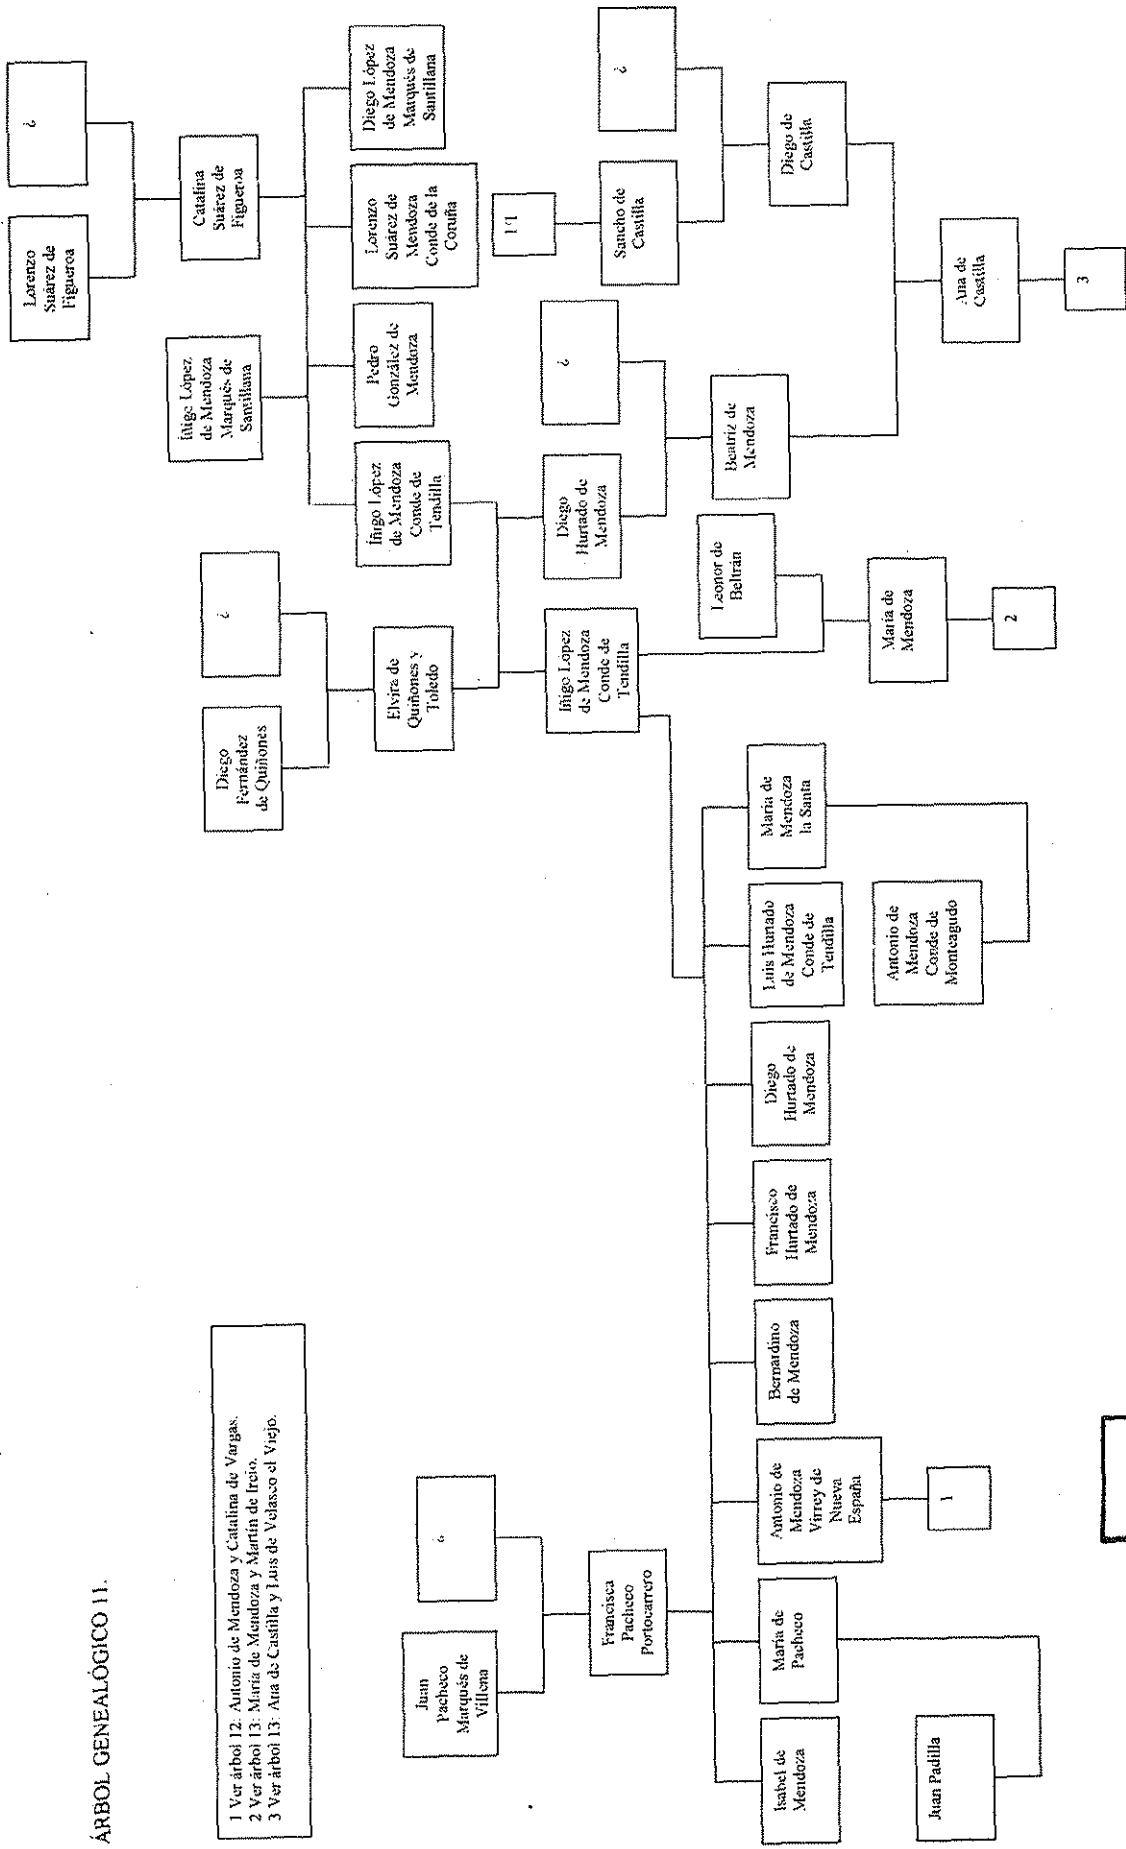 ÁRBOL GENEALÓGICO 11.
1 Ver árbol 12: Antonio de Mendoza y Catalina de Vargas.
2 Ver árbol 13: María de Mendoza y Martín de Ircio.
3 Ver árbol 13: Ana de Castilla y Luis de Velasco el Viejo.
Lorenzo
Suárez de
Figueroa
¿
Íñigo López
de Mendoza
Marqués de
Santillana
Catalina
Suárez de
Figueroa
Diego
Fernández
de Quiñones
¿
Elvira de
Quiñones y
Toledo
Íñigo López
de Mendoza
Conde de
Tendilla
Pedro
González de
Mendoza
Lorenzo
Suárez de
Mendoza
Conde de la
Coruña
Diego López
de Mendoza
Marqués de
Santillana
Juan
Pacheco
Marqués de
Villena
¿
1/1
Íñigo López
de Mendoza
Conde de
Tendilla
Diego
Hurtado de
Mendoza
¿
Sancho de
Castilla
¿
Francisca
Pacheco
Portocarrero
Leonor de
Beltrán
Beatriz de
Mendoza
Diego de
Castilla
Isabel de
Mendoza
María de
Pacheco
Antonio de
Mendoza
Virrey de
Nueva
España
Bernardino
de Mendoza
Francisco
Hurtado de
Mendoza
Diego
Hurtado de
Mendoza
Luis Hurtado
de Mendoza
Conde de
Tendilla
María de
Mendoza
la Santa
María de
Mendoza
Ana de
Castilla
Juan Padilla
1
Antonio de
Mendoza
Conde de
Monteagudo
2
3